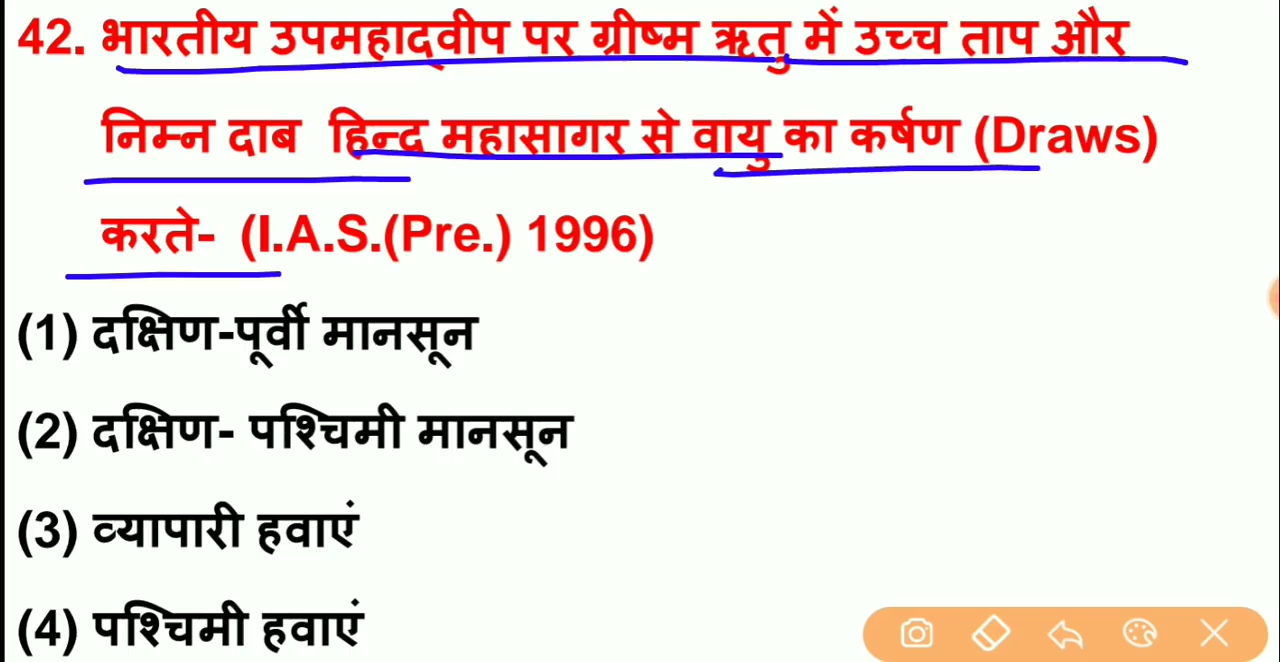 42. भारतीय उपमहाद्वीप पर ग्रीष्म ऋतु में उच्च ताप और
निम्न दाब हिन्द महासागर से वायु का कर्षण (Draws)
करते- (I.A.S.(Pre.) 1996)
(1) दक्षिण-पूर्वी मानसून
(2) दक्षिण- पश्चिमी मानसून
(3) व्यापारी हवाएं
(4) पश्चिमी हवाएं